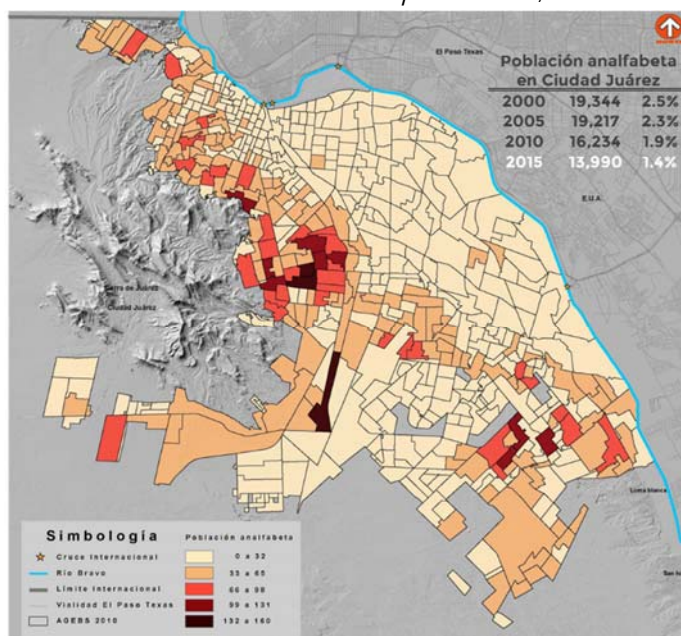 El Paso Texas
Población analfabeta
en Ciudad Juárez
2000 19,344 2.5%
2005 19,217 2.3%
2010 16,234 1.9%
2015 13,990 1.4%
E.U.A.
Sierra de Juárez
Ciudad Juárez
Loma blanca
Simbología
Cruce Internacional
Río Bravo
Límite Internacional
Vialidad El Paso Texas
AGEBS 2010
Población analfabeta
0 a 32
33 a 65
66 a 98
99 a 131
132 a 160